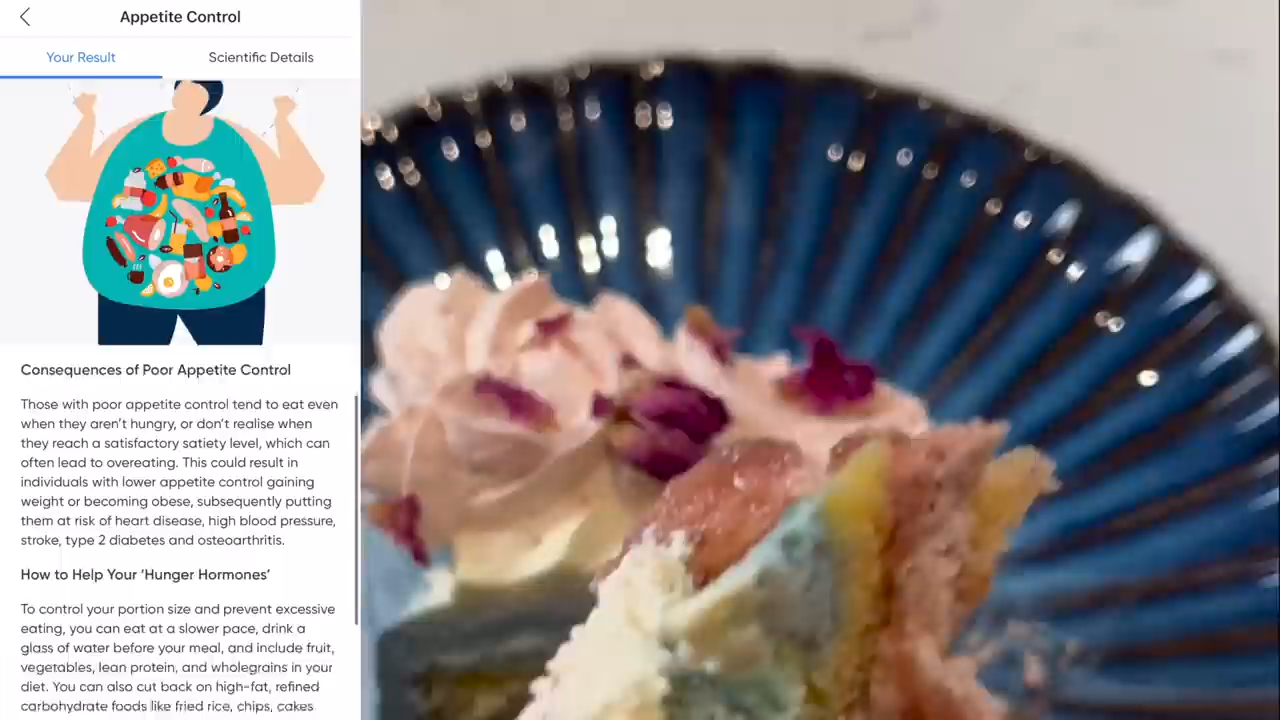 Appetite Control
Your Result
Scientific Details
Consequences of Poor Appetite Control
Those with poor appetite control tend to eat even
when they aren't hungry, or don't realise when
they reach a satisfactory satiety level, which can
often lead to overeating. This could result in
individuals with lower appetite control gaining
weight or becoming obese, subsequently putting
them at risk of heart disease, high blood pressure,
stroke, type 2 diabetes and osteoarthritis.
How to Help Your 'Hunger Hormones'
To control your portion size and prevent excessive
eating, you can eat at a slower pace, drink a
glass of water before your meal, and include fruit,
vegetables, lean protein, and wholegrains in your
diet. You can also cut back on high-fat, refined
carbohydrate foods like fried rice, chips, cakes